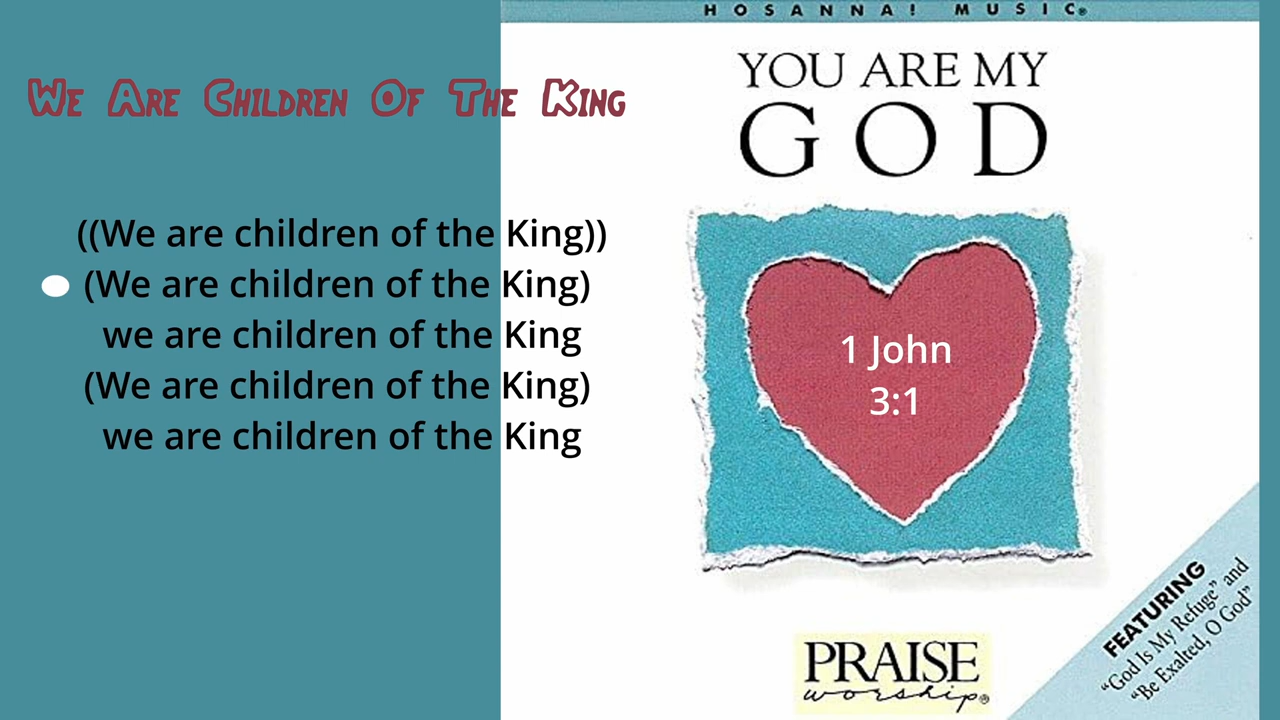 HOSANNA! MUSIC®
We Are Children Of The King
YOU ARE MY
GOD
((We are children of the King))
(We are children of the King)
we are children of the King
(We are children of the King)
we are children of the King
1 John
3:1
FEATURING
“God Is My Refuge” and
“Be Exalted, O God”
PRAISE
worship®